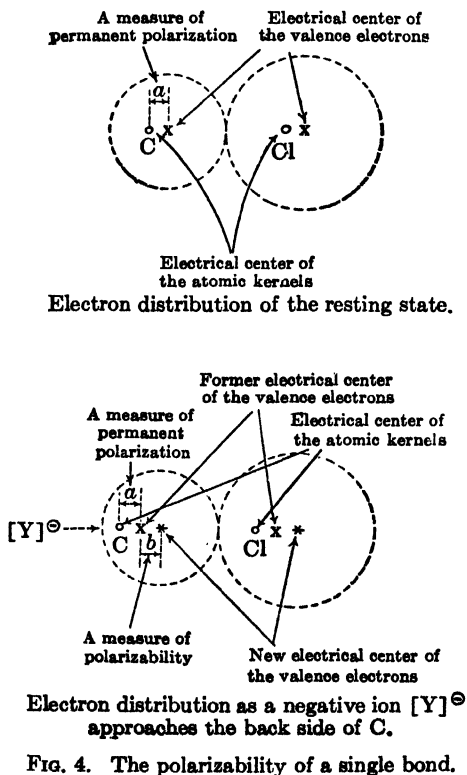 A measure of
permanent polarization
Electrical center
of the valence electrons
a
C
x
Cl
x
Electrical center of
the atomic kernels
Electron distribution of the resting state.
Former electrical center
of the valence electrons
A measure of
permanent
polarization
Electrical center of
the atomic kernels
a
[Y]⊖
C
x
*
b
Cl
x
*
A measure of
polarizability
New electrical center of
the valence electrons
Electron distribution as a negative ion [Y]⊖
approaches the back side of C.
FIG. 4. The polarizability of a single bond.